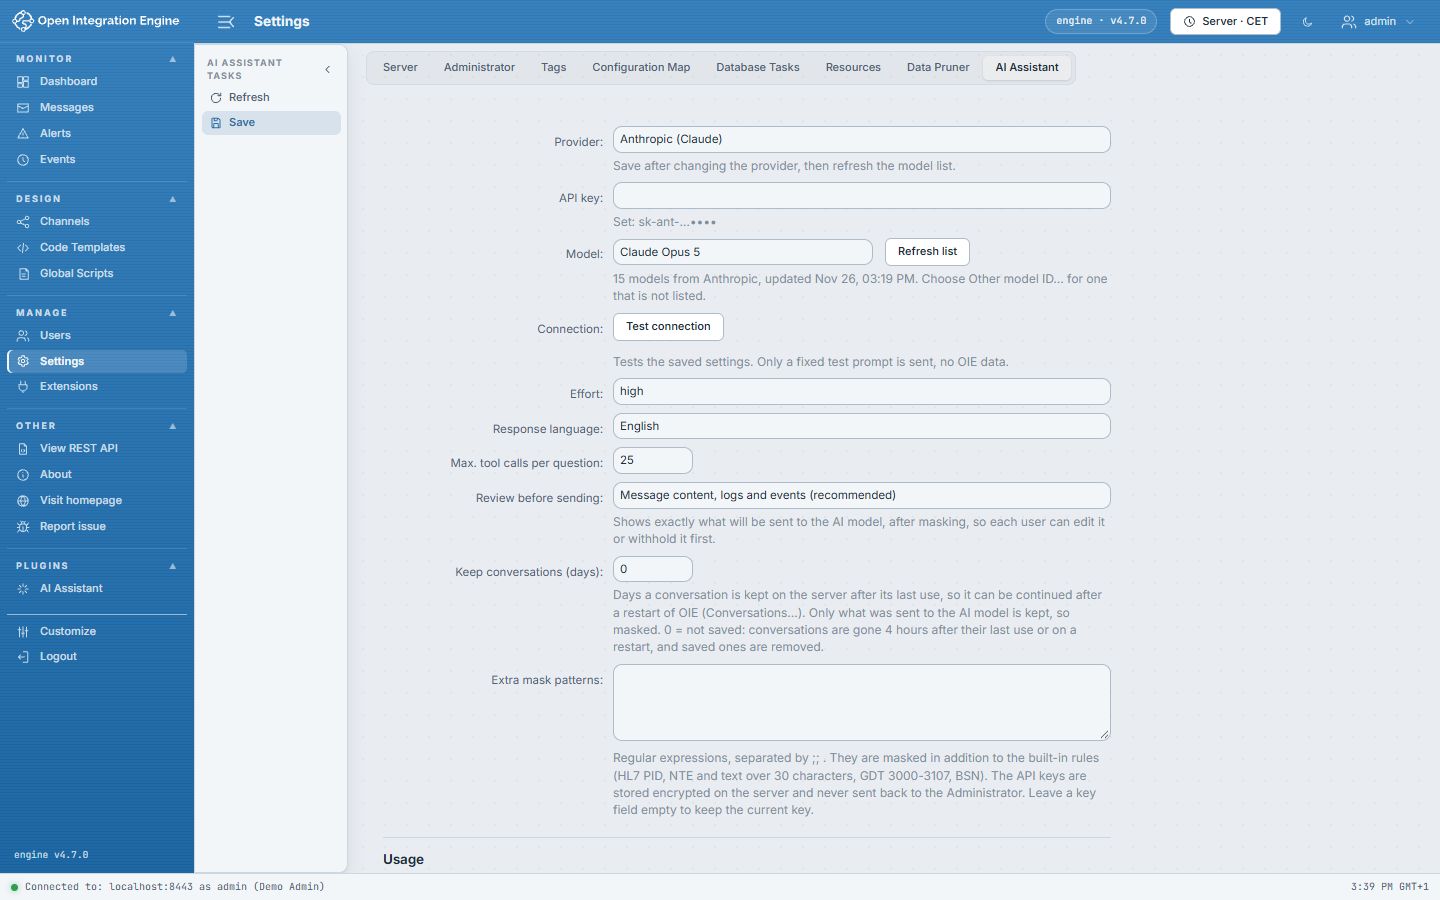 Open Integration Engine
Settings
engine · v4.7.0
Server · CET
admin
MONITOR
Dashboard
Messages
Alerts
Events
DESIGN
Channels
Code Templates
Global Scripts
MANAGE
Users
Settings
Extensions
OTHER
View REST API
About
Visit homepage
Report issue
PLUGINS
AI Assistant
Customize
Logout
engine v4.7.0
AI ASSISTANT
TASKS
Refresh
Save
Server
Administrator
Tags
Configuration Map
Database Tasks
Resources
Data Pruner
AI Assistant
Provider:
Anthropic (Claude)
Save after changing the provider, then refresh the model list.
API key:
Set: sk-ant-...••••
Model:
Claude Opus 5
Refresh list
15 models from Anthropic, updated Nov 26, 03:19 PM. Choose Other model ID... for one
that is not listed.
Connection:
Test connection
Tests the saved settings. Only a fixed test prompt is sent, no OIE data.
Effort:
high
Response language:
English
Max. tool calls per question:
25
Review before sending:
Message content, logs and events (recommended)
Shows exactly what will be sent to the AI model, after masking, so each user can edit it
or withhold it first.
Keep conversations (days):
0
Days a conversation is kept on the server after its last use, so it can be continued after
a restart of OIE (Conversations...). Only what was sent to the AI model is kept, so
masked. 0 = not saved: conversations are gone 4 hours after their last use or on a
restart, and saved ones are removed.
Extra mask patterns:
Regular expressions, separated by ;; . They are masked in addition to the built-in rules
(HL7 PID, NTE and text over 30 characters, GDT 3000-3107, BSN). The API keys are
stored encrypted on the server and never sent back to the Administrator. Leave a key
field empty to keep the current key.
Usage
Connected to: localhost:8443 as admin (Demo Admin)
3:39 PM GMT+1